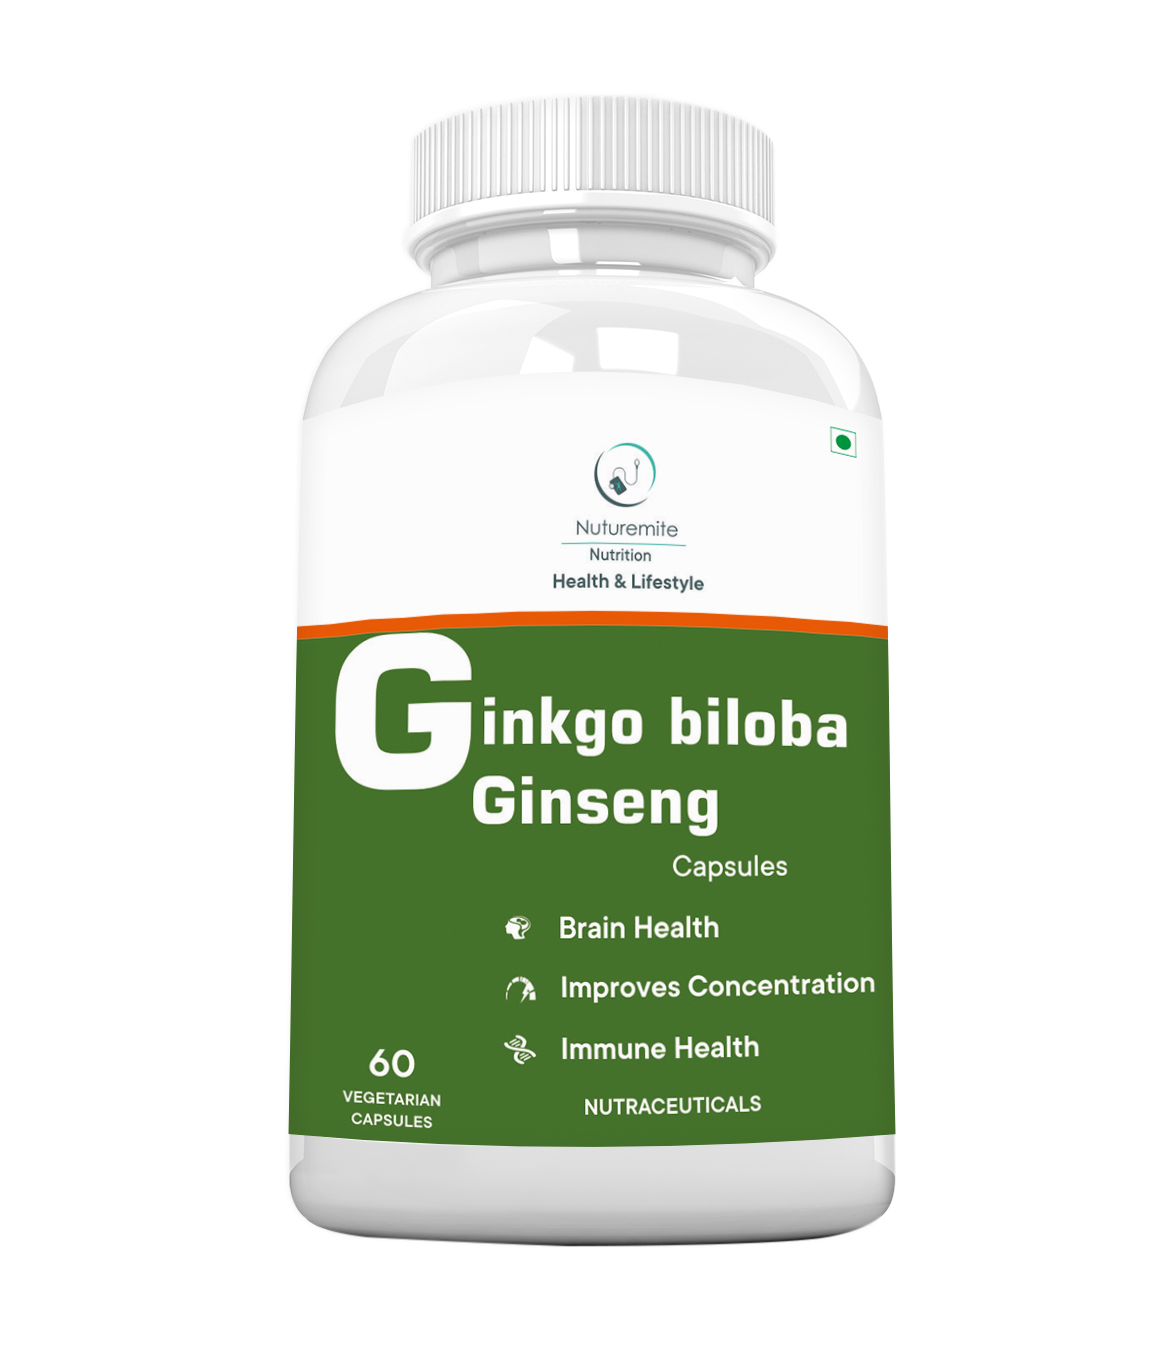 Nuturemite
Nutrition
Health & Lifestyle
Ginkgo biloba
Ginseng
Capsules
Brain Health
Improves Concentration
Immune Health
60
VEGETARIAN
CAPSULES
NUTRACEUTICALS